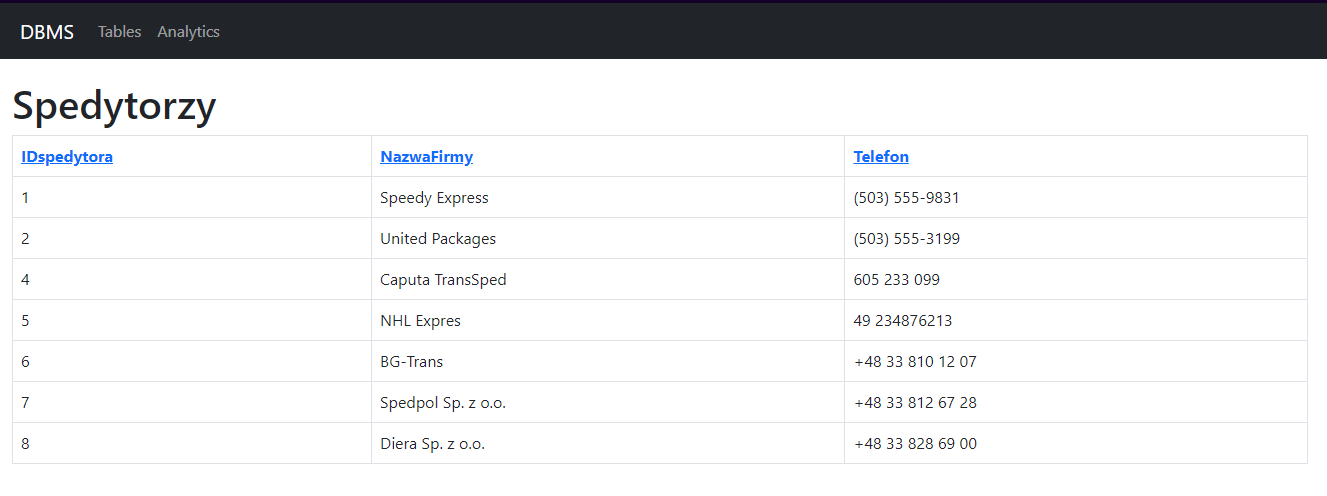 DBMS Tables Analytics
Spedytorzy
IDspedytora NazwaFirmy Telefon
1 Speedy Express (503) 555-9831
2 United Packages (503) 555-3199
4 Caputa TransSped 605 233 099
5 NHL Expres 49 234876213
6 BG-Trans +48 33 810 12 07
7 Spedpol Sp. z o.o. +48 33 812 67 28
8 Diera Sp. z o.o. +48 33 828 69 00